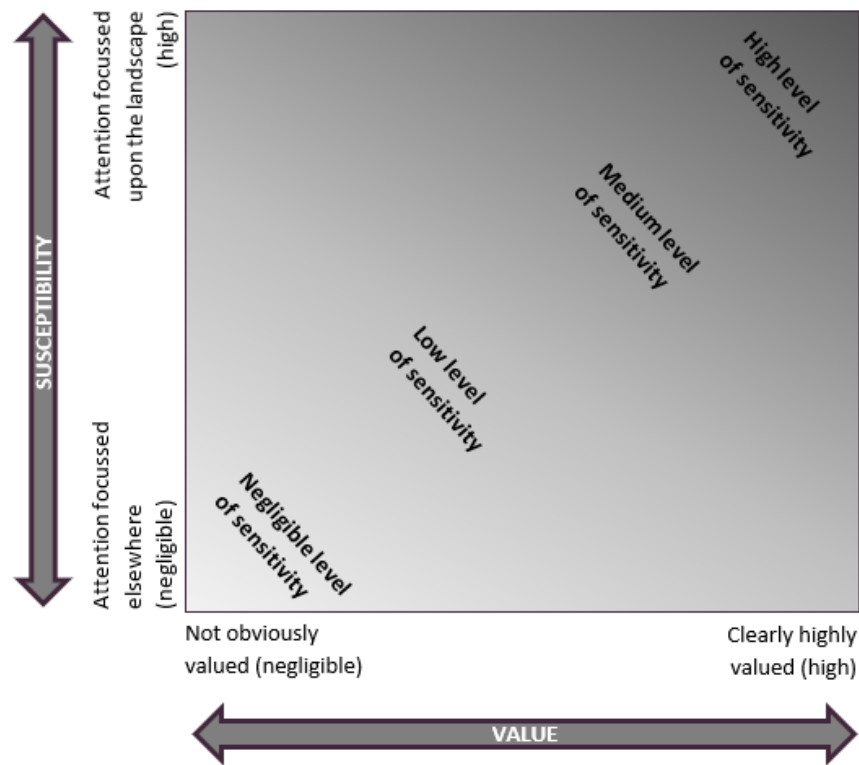 SUSCEPTIBILITY
Attention focussed
upon the landscape
(high)
Attention focussed
elsewhere
(negligible)
High level
of sensitivity
Medium level
of sensitivity
Low level
of sensitivity
Negligible level
of sensitivity
Not obviously
valued (negligible)
Clearly highly
valued (high)
VALUE